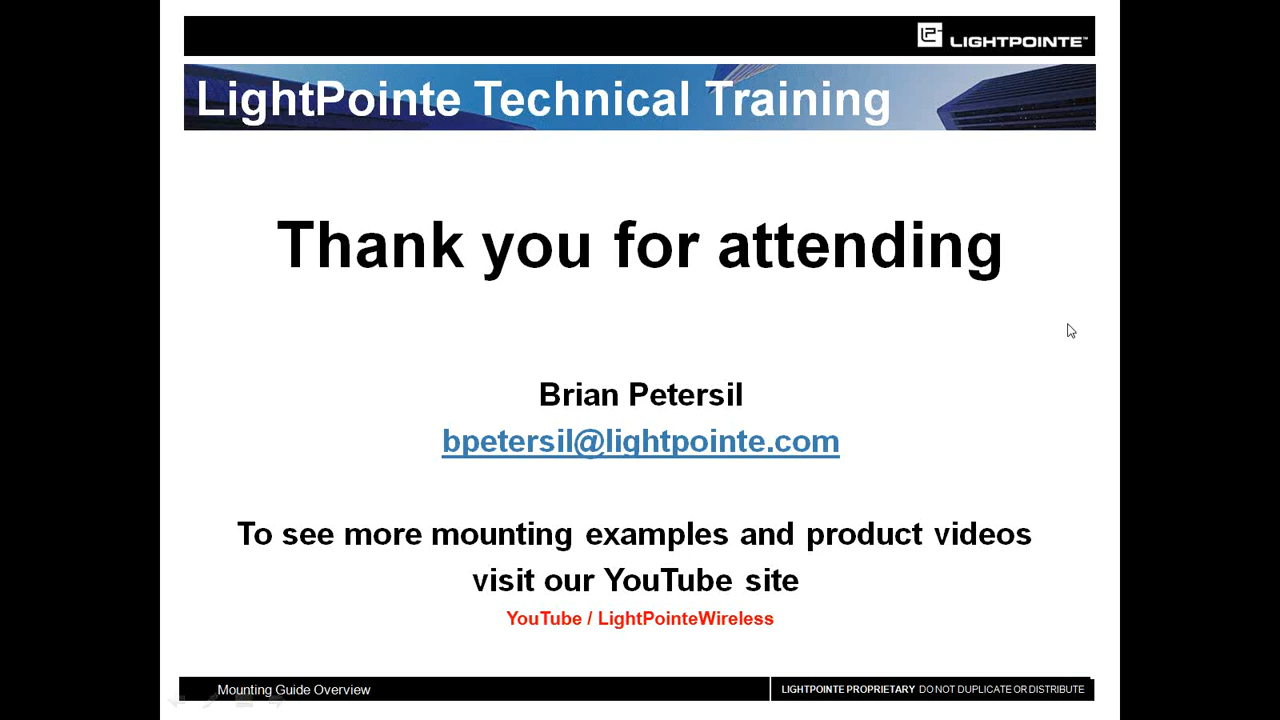 LIGHTPOINTE™
LightPointe Technical Training
Thank you for attending
Brian Petersil
bpetersil@lightpointe.com
To see more mounting examples and product videos
visit our YouTube site
YouTube / LightPointeWireless
Mounting Guide Overview
LIGHTPOINTE PROPRIETARY DO NOT DUPLICATE OR DISTRIBUTE